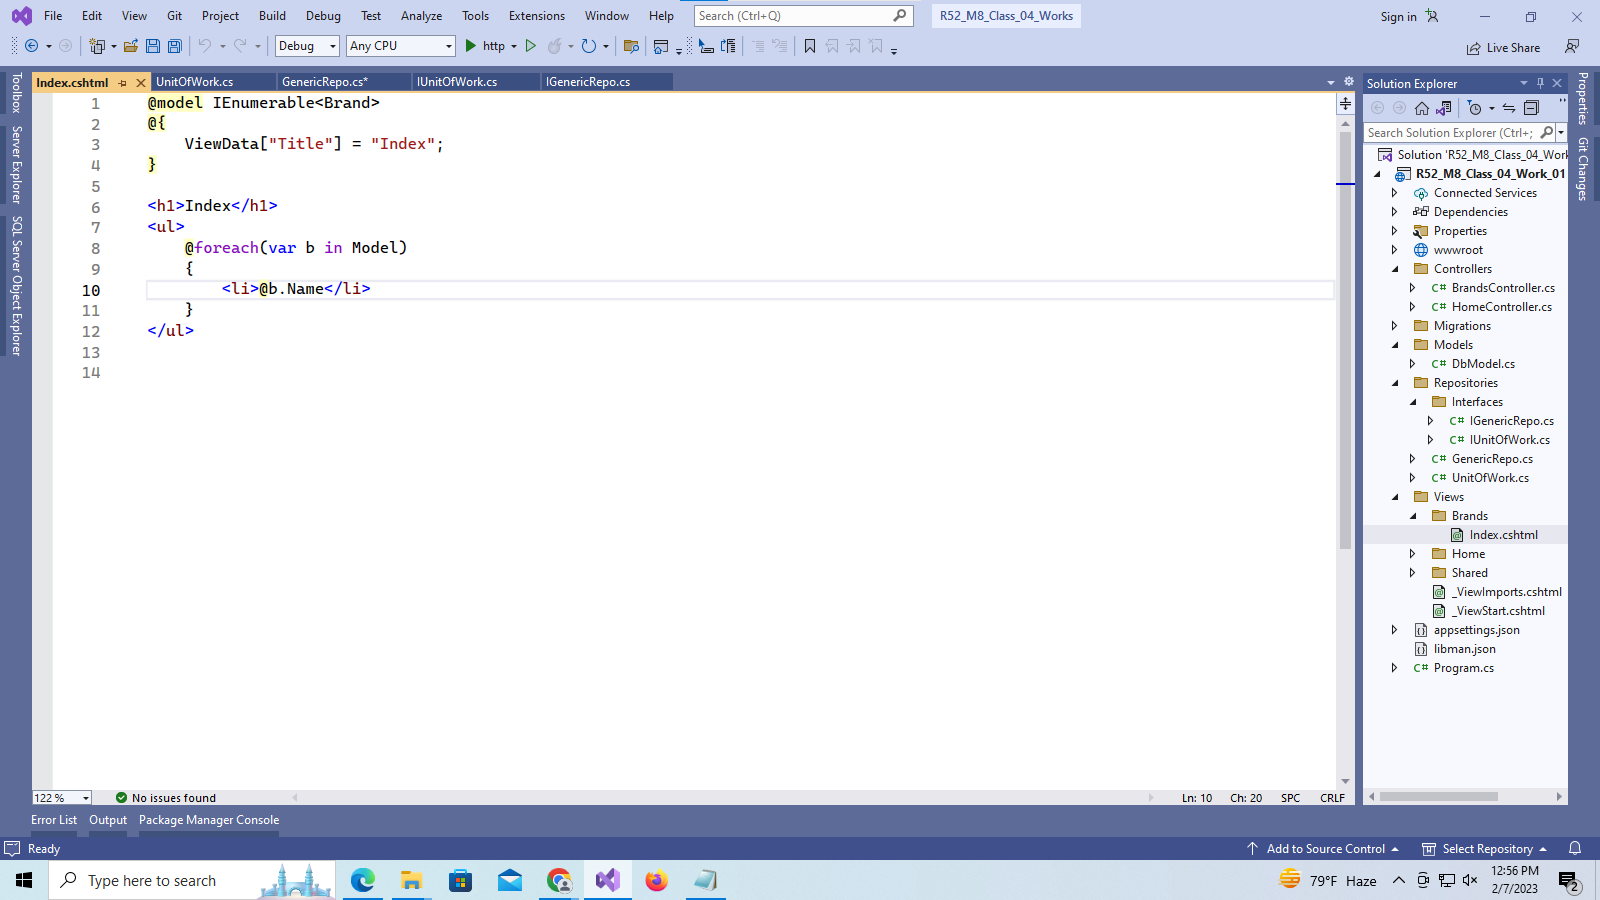 File Edit View Git Project Build Debug Test Analyze Tools Extensions Window Help Search (Ctrl+Q) R52_M8_Class_04_Works Sign in
Debug Any CPU http Live Share
Index.cshtml UnitOfWork.cs GenericRepo.cs* IUnitOfWork.cs IGenericRepo.cs
Toolbox
Server Explorer
SQL Server Object Explorer
1 @model IEnumerable<Brand>
2 @{
3 ViewData["Title"] = "Index";
4 }
5
6 <h1>Index</h1>
7 <ul>
8 @foreach(var b in Model)
9 {
10 <li>@b.Name</li>
11 }
12 </ul>
13
14
122 % No issues found Ln: 10 Ch: 20 SPC CRLF
Solution Explorer
Search Solution Explorer (Ctrl+;
Solution 'R52_M8_Class_04_Work
R52_M8_Class_04_Work_01
Connected Services
Dependencies
Properties
wwwroot
Controllers
C# BrandsController.cs
C# HomeController.cs
Migrations
Models
C# DbModel.cs
Repositories
Interfaces
C# IGenericRepo.cs
C# IUnitOfWork.cs
C# GenericRepo.cs
C# UnitOfWork.cs
Views
Brands
Index.cshtml
Home
Shared
_ViewImports.cshtml
_ViewStart.cshtml
appsettings.json
libman.json
C# Program.cs
Properties
Git Changes
Error List Output Package Manager Console
Ready Add to Source Control Select Repository
Type here to search 79°F Haze 12:56 PM
2/7/2023
2